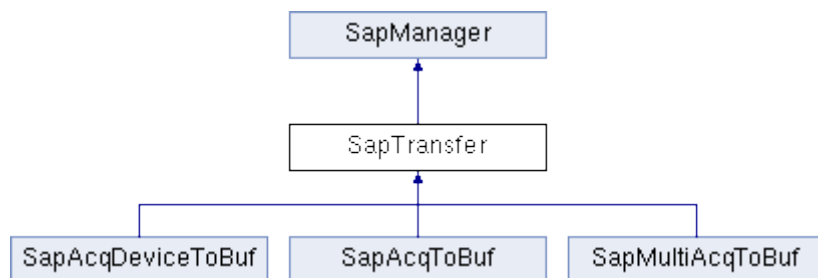 SapManager
SapTransfer
SapAcqDeviceToBuf
SapAcqToBuf
SapMultiAcqToBuf